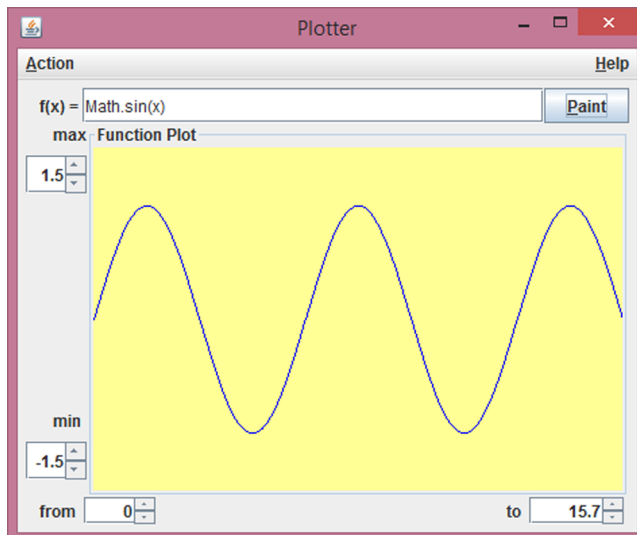 Plotter
Action Help
f(x) = Math.sin(x) Paint
max Function Plot
1.5
min
-1.5
from 0 to 15.7